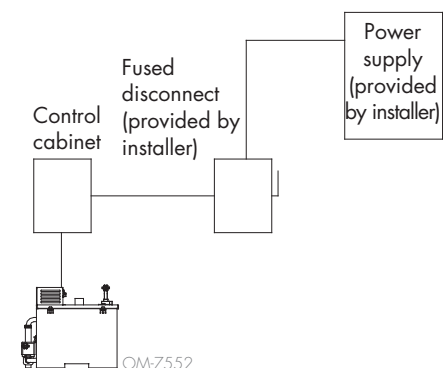 Power
supply
(provided
by installer)
Fused
disconnect
(provided by
installer)
Control
cabinet
OM-7552